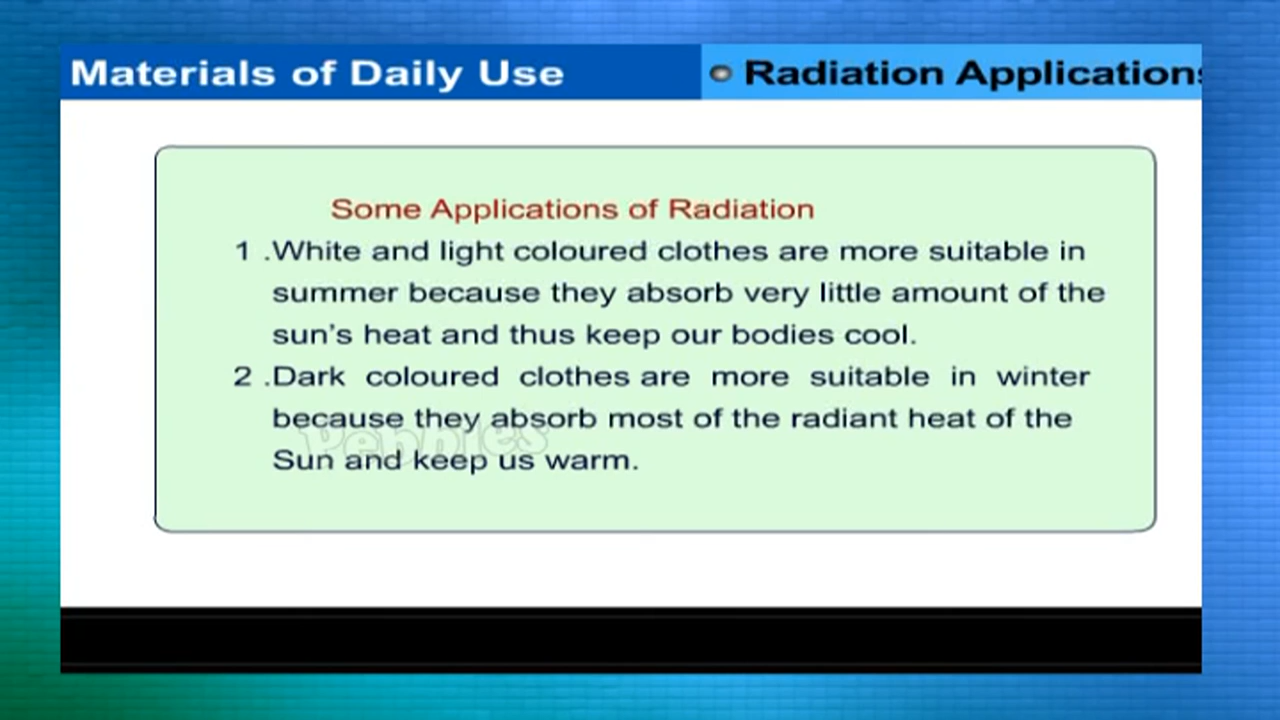 Materials of Daily Use
Radiation Applications
Some Applications of Radiation
1 .White and light coloured clothes are more suitable in
summer because they absorb very little amount of the
sun's heat and thus keep our bodies cool.
2 .Dark coloured clothes are more suitable in winter
because they absorb most of the radiant heat of the
Sun and keep us warm.
Pebbles